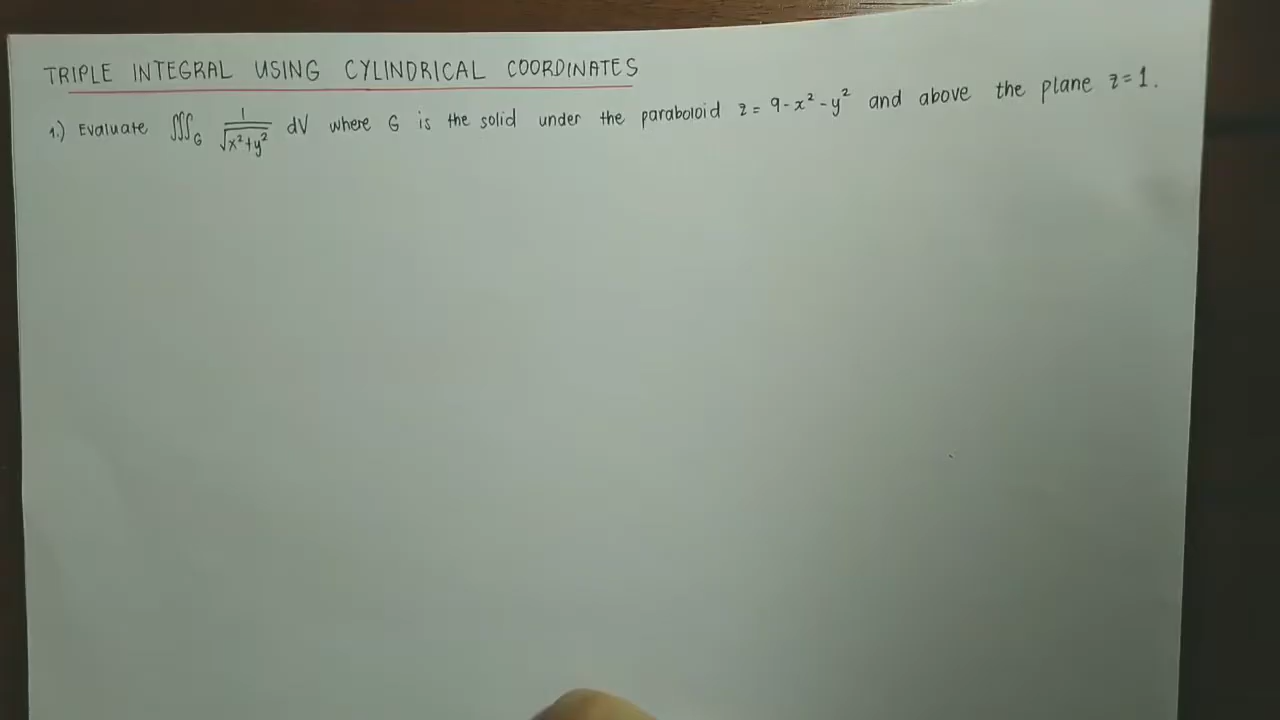 TRIPLE INTEGRAL USING CYLINDRICAL COORDINATES
1.) Evaluate ∭_G 1/√(x²+y²) dV where G is the solid under the paraboloid z = 9-x²-y² and above the plane z=1.